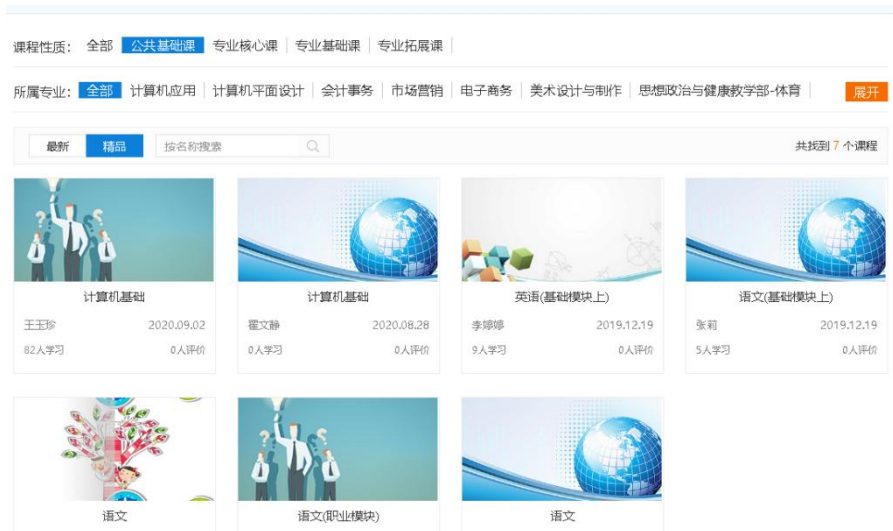 课程性质： 全部 公共基础课 专业核心课 专业基础课 专业拓展课
所属专业： 全部 计算机应用 计算机平面设计 会计事务 市场营销 电子商务 美术设计与制作 思想政治与健康教学部-体育 展开
最新 精品 按名称搜索 共找到 7 个课程
计算机基础 计算机基础 英语(基础模块上) 语文(基础模块上)
王玉珍 2020.09.02 翟文静 2020.08.28 李婷婷 2019.12.19 张莉 2019.12.19
82人学习 0人评价 0人学习 0人评价 9人学习 0人评价 5人学习 0人评价
语文 语文(职业模块) 语文